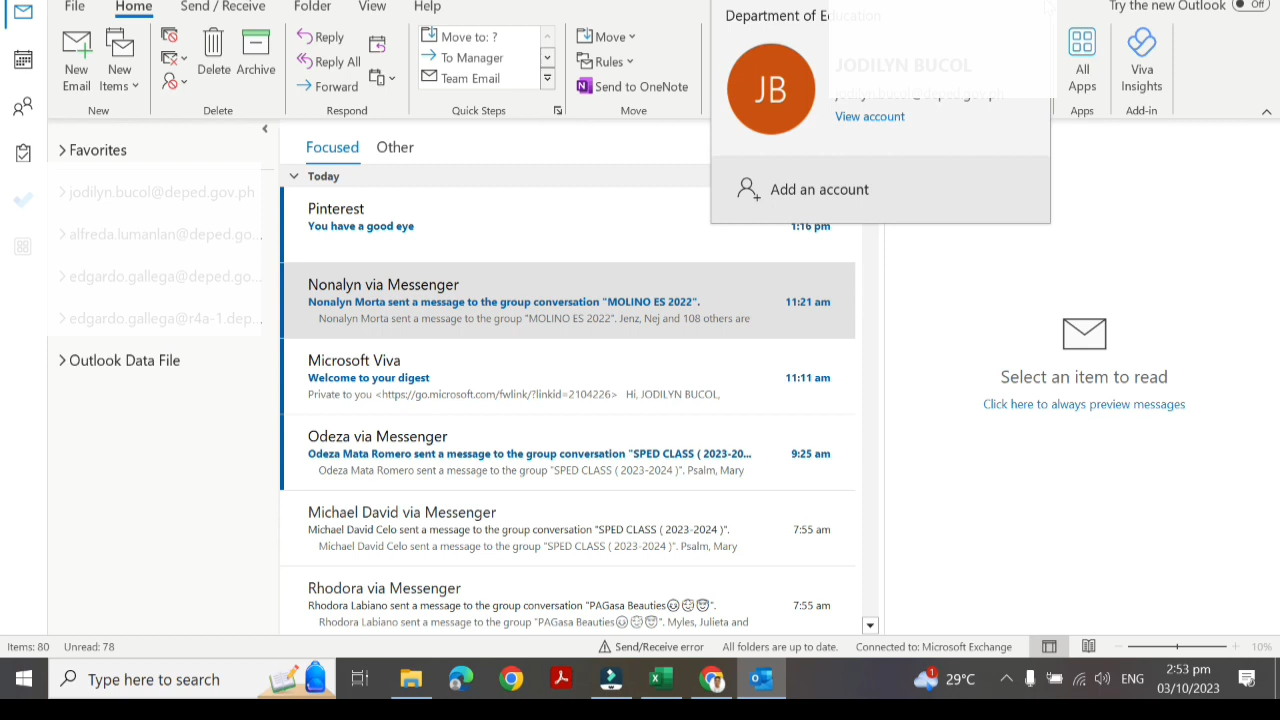 File Home Send / Receive Folder View Help
Department of Education
Try the new Outlook Off
New Email
New Items
Delete
Archive
Reply
Reply All
Forward
Move to: ?
To Manager
Team Email
Move
Rules
Send to OneNote
All Apps
Viva Insights
New Delete Respond Quick Steps Move Apps Add-in
JB
JODILYN BUCOL
jodilyn.bucol@deped.gov.ph
View account
Add an account
Favorites
jodilyn.bucol@deped.gov.ph
alfreda.lumanlan@deped.go...
edgardo.gallega@deped.go...
edgardo.gallega@r4a-1.dep...
Outlook Data File
Focused Other
Today
Pinterest
You have a good eye 1:16 pm
Nonalyn via Messenger
Nonalyn Morta sent a message to the group conversation "MOLINO ES 2022". 11:21 am
Nonalyn Morta sent a message to the group "MOLINO ES 2022". Jenz, Nej and 108 others are
Microsoft Viva
Welcome to your digest 11:11 am
Private to you <https://go.microsoft.com/fwlink/?linkid=2104226> Hi, JODILYN BUCOL,
Odeza via Messenger
Odeza Mata Romero sent a message to the group conversation "SPED CLASS ( 2023-20... 9:25 am
Odeza Mata Romero sent a message to the group "SPED CLASS ( 2023-2024 )". Psalm, Mary
Michael David via Messenger
Michael David Celo sent a message to the group conversation "SPED CLASS ( 2023-2024 )". 7:55 am
Michael David Celo sent a message to the group "SPED CLASS ( 2023-2024 )". Psalm, Mary
Rhodora via Messenger
Rhodora Labiano sent a message to the group conversation "PAGasa Beauties". 7:55 am
Rhodora Labiano sent a message to the group "PAGasa Beauties". Myles, Julieta and
Select an item to read
Click here to always preview messages
Items: 80 Unread: 78 Send/Receive error All folders are up to date. Connected to: Microsoft Exchange 10%
Type here to search
1
29°C
ENG
2:53 pm
03/10/2023